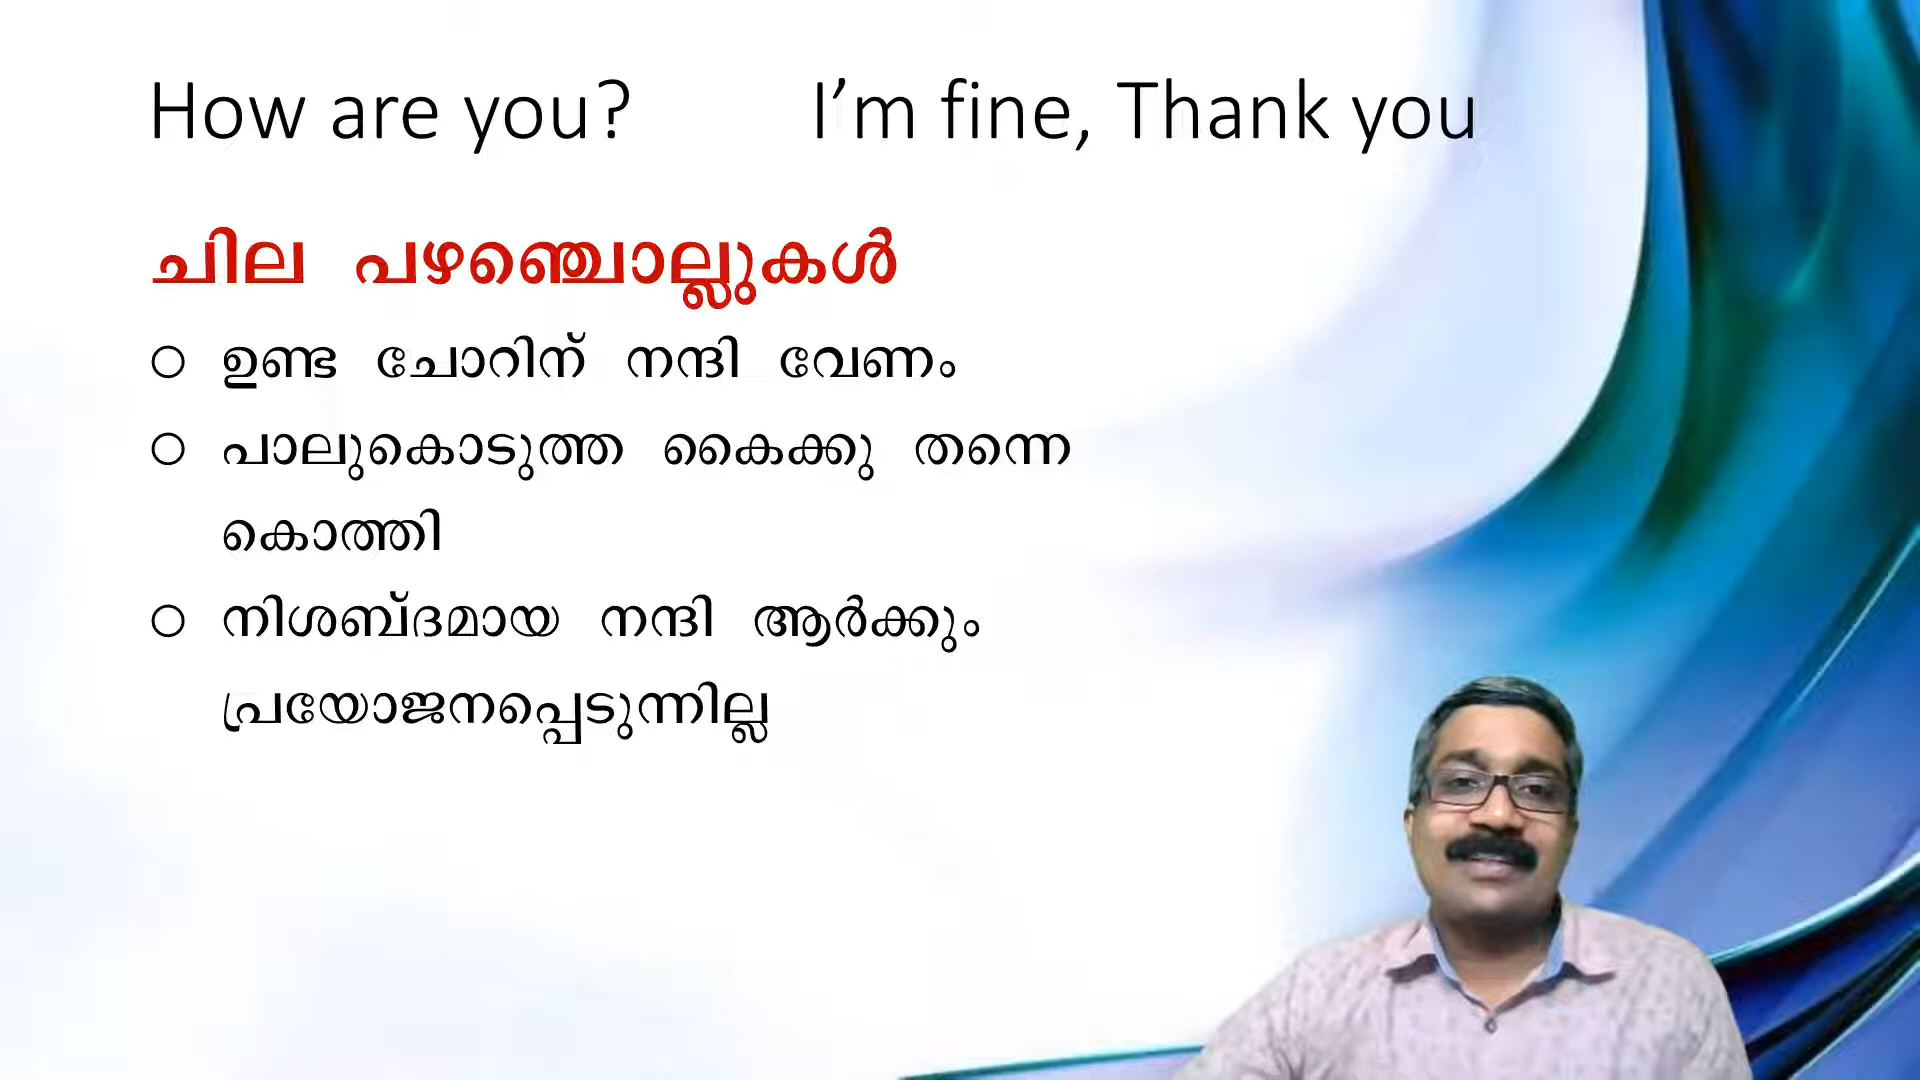 How are you? I’m fine, Thank you
ചില പഴഞ്ചൊല്ലുകൾ
○ ഉണ്ട ചോറിന് നന്ദി വേണം
○ പാലുകൊടുത്ത കൈക്കു തന്നെ
കൊത്തി
○ നിശബ്ദമായ നന്ദി ആർക്കും
പ്രയോജനപ്പെടുന്നില്ല